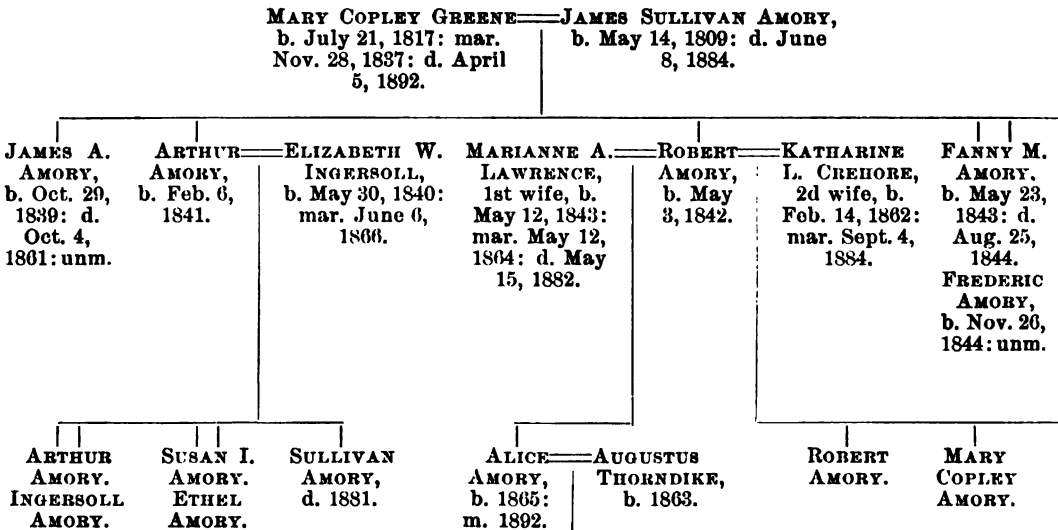 MARY COPLEY GREENE
b. July 21, 1817: mar.
Nov. 28, 1837: d. April
5, 1892.
JAMES SULLIVAN AMORY,
b. May 14, 1809: d. June
8, 1884.
JAMES A.
AMORY,
b. Oct. 29,
1839: d.
Oct. 4,
1861: unm.
ARTHUR
AMORY,
b. Feb. 6,
1841.
ELIZABETH W.
INGERSOLL,
b. May 30, 1840:
mar. June 6,
1866.
MARIANNE A.
LAWRENCE,
1st wife, b.
May 12, 1843:
mar. May 12,
1864: d. May
15, 1882.
ROBERT
AMORY,
b. May
3, 1842.
KATHARINE
L. CREHORE,
2d wife, b.
Feb. 14, 1862:
mar. Sept. 4,
1884.
FANNY M.
AMORY.
b. May 23,
1843: d.
Aug. 25,
1844.
FREDERIC
AMORY,
b. Nov. 26,
1844: unm.
ARTHUR
AMORY.
INGERSOLL
AMORY.
SUSAN I.
AMORY.
ETHEL
AMORY.
SULLIVAN
AMORY,
d. 1881.
ALICE
AMORY,
b. 1865:
m. 1892.
AUGUSTUS
THORNDIKE,
b. 1863.
ROBERT
AMORY.
MARY
COPLEY
AMORY.